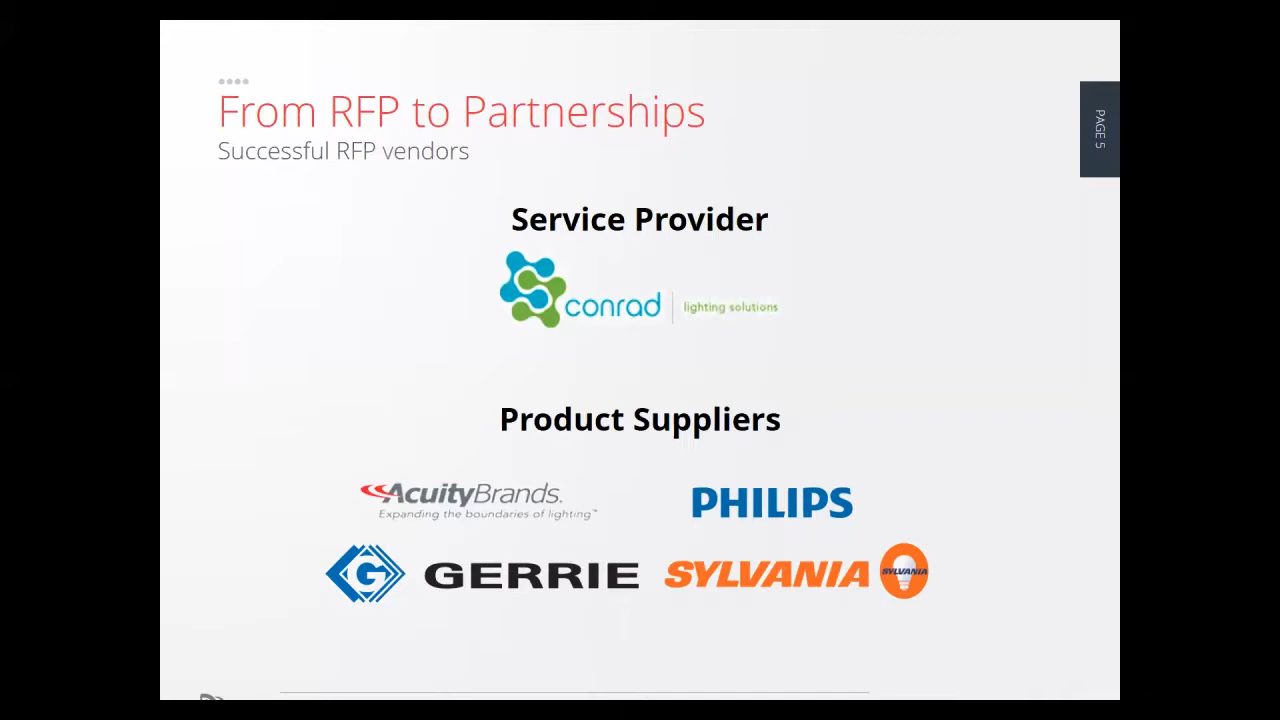 From RFP to Partnerships
Successful RFP vendors
PAGE 5
Service Provider
conrad | lighting solutions
Product Suppliers
AcuityBrands.
Expanding the boundaries of lighting™
PHILIPS
G GERRIE
SYLVANIA SYLVANIA